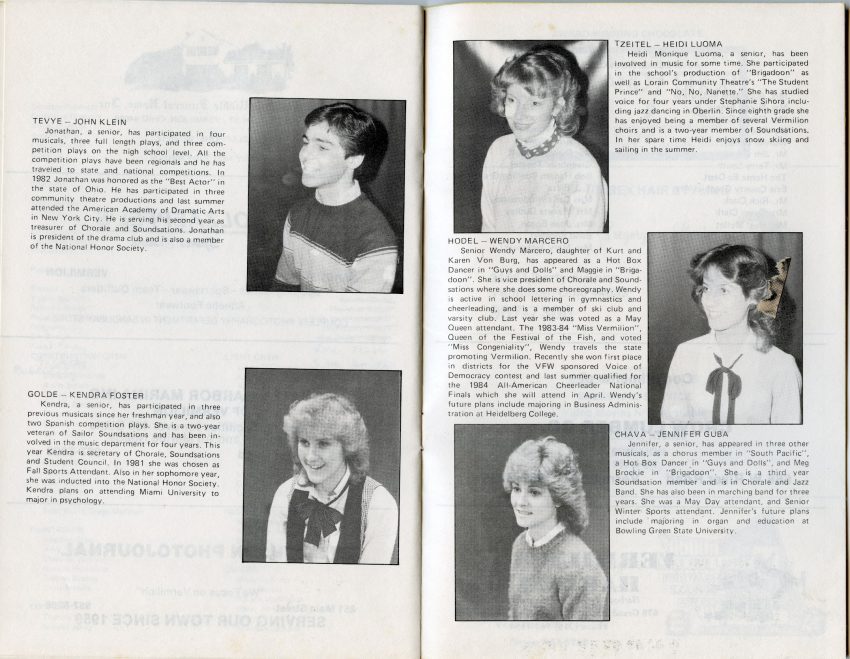 TEVYE – JOHN KLEIN
Jonathan, a senior, has participated in four
musicals, three full length plays, and three com-
petition plays on the high school level. All the
competition plays have been regionals and he has
traveled to state and national competitions. In
1982 Jonathan was honored as the "Best Actor" in
the state of Ohio. He has participated in three
community theatre productions and last summer
attended the American Academy of Dramatic Arts
in New York City. He is serving his second year as
treasurer of Chorale and Soundsations. Jonathan
is president of the drama club and is also a member
of the National Honor Society.
GOLDE – KENDRA FOSTER
Kendra, a senior, has participated in three
previous musicals since her freshman year, and also
two Spanish competition plays. She is a two-year
veteran of Sailor Soundsations and has been in-
volved in the music department for four years. This
year Kendra is secretary of Chorale, Soundsations
and Student Council. In 1981 she was chosen as
Fall Sports Attendant. Also in her sophomore year,
she was inducted into the National Honor Society.
Kendra plans on attending Miami University to
major in psychology.
TZEITEL – HEIDI LUOMA
Heidi Monique Luoma, a senior, has been
involved in music for some time. She participated
in the school's production of "Brigadoon" as
well as Lorain Community Theatre's "The Student
Prince" and "No, No, Nanette." She has studied
voice for four years under Stephanie Sihora inclu-
ding jazz dancing in Oberlin. Since eighth grade she
has enjoyed being a member of several Vermilion
choirs and is a two-year member of Soundsations.
In her spare time Heidi enjoys snow skiing and
sailing in the summer.
HODEL – WENDY MARCERO
Senior Wendy Marcero, daughter of Kurt and
Karen Von Burg, has appeared as a Hot Box
Dancer in "Guys and Dolls" and Maggie in "Briga-
doon". She is vice president of Chorale and Sound-
sations where she does some choreography. Wendy
is active in school lettering in gymnastics and
cheerleading, and is a member of ski club and
varsity club. Last year she was voted as a May
Queen attendant. The 1983-84 "Miss Vermilion",
Queen of the Festival of the Fish, and voted
"Miss Congeniality", Wendy travels the state
promoting Vermilion. Recently she won first place
in districts for the VFW sponsored Voice of
Democracy contest and last summer qualified for
the 1984 All-American Cheerleader National
Finals which she will attend in April. Wendy's
future plans include majoring in Business Adminis-
tration at Heidelberg College.
CHAVA – JENNIFER GUBA
Jennifer, a senior, has appeared in three other
musicals, as a chorus member in "South Pacific",
a Hot Box Dancer in "Guys and Dolls", and Meg
Brockie in "Brigadoon". She is a third year
Soundsation member and is in Chorale and Jazz
Band. She has also been in marching band for three
years. She was a May Day attendant, and Senior
Winter Sports attendant. Jennifer's future plans
include majoring in organ and education at
Bowling Green State University.